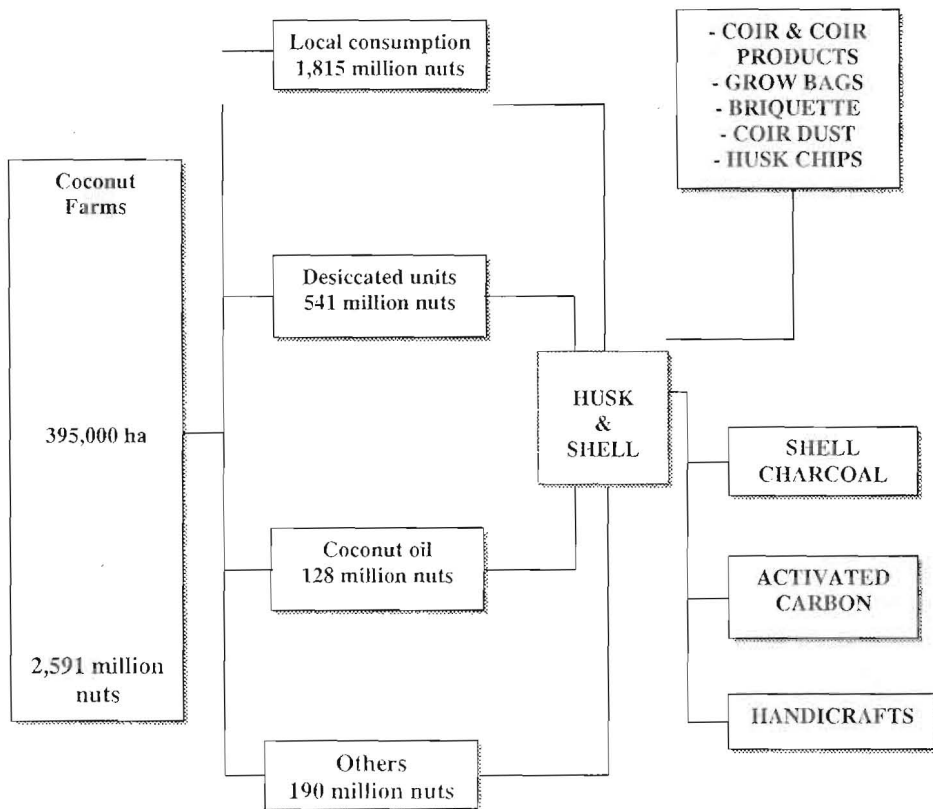 Coconut
Farms
395,000 ha
2,591 million
nuts
Local consumption
1,815 million nuts
Desiccated units
541 million nuts
Coconut oil
128 million nuts
Others
190 million nuts
HUSK
&
SHELL
- COIR & COIR
PRODUCTS
- GROW BAGS
- BRIQUETTE
- COIR DUST
- HUSK CHIPS
SHELL
CHARCOAL
ACTIVATED
CARBON
HANDICRAFTS